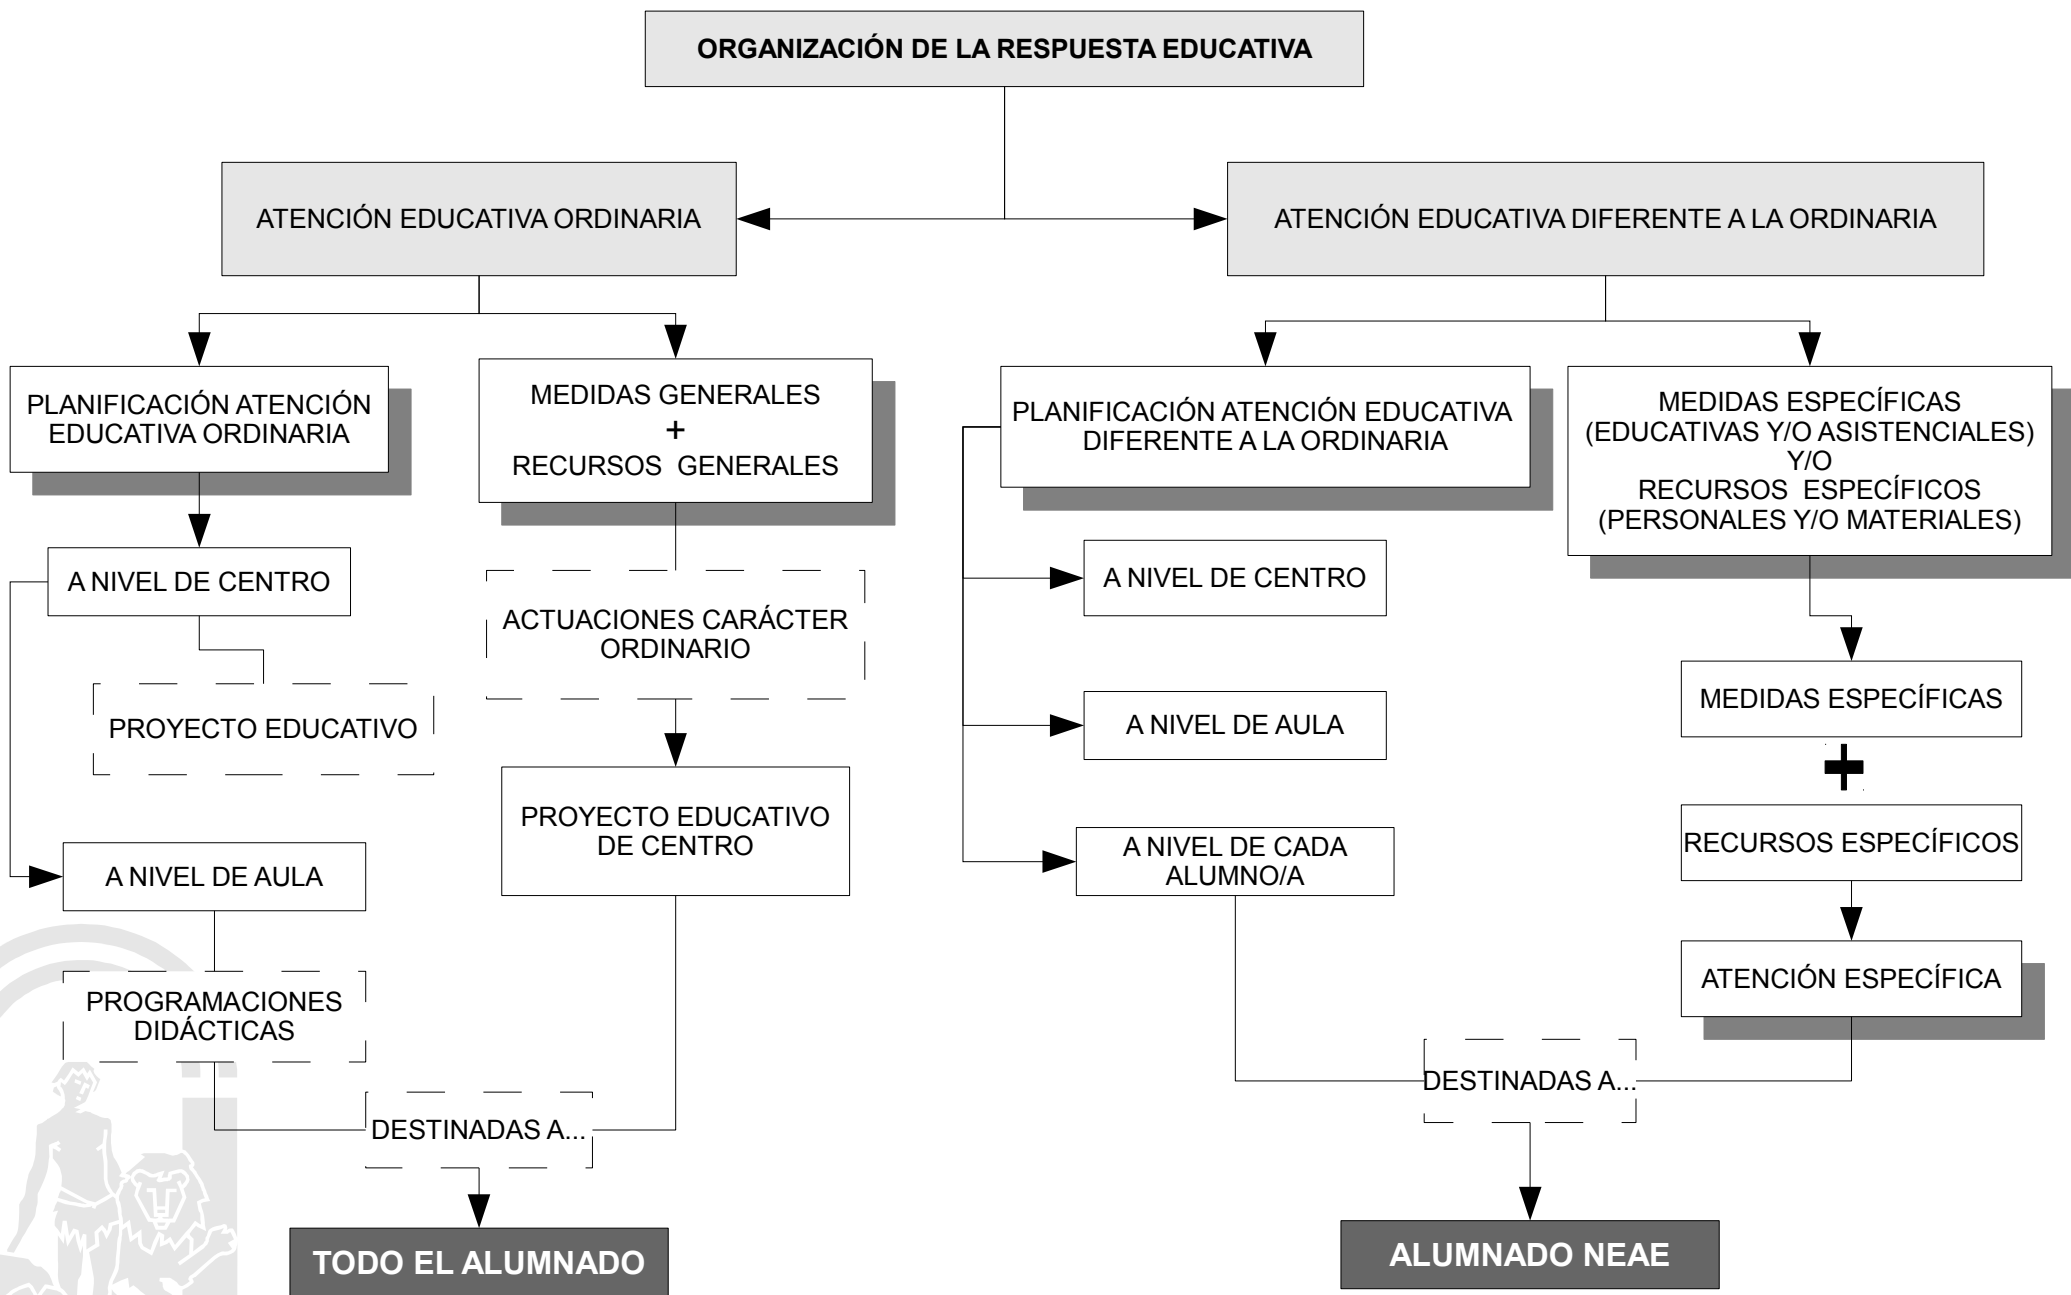 ORGANIZACIÓN DE LA RESPUESTA EDUCATIVA
ATENCIÓN EDUCATIVA ORDINARIA
PLANIFICACIÓN ATENCIÓN
EDUCATIVA ORDINARIA
A NIVEL DE CENTRO
PROYECTO EDUCATIVO
A NIVEL DE AULA
PROGRAMACIONES
DIDÁCTICAS
MEDIDAS GENERALES
+
RECURSOS GENERALES
ACTUACIONES CARÁCTER
ORDINARIO
PROYECTO EDUCATIVO
DE CENTRO
DESTINADAS A...
TODO EL ALUMNADO
ATENCIÓN EDUCATIVA DIFERENTE A LA ORDINARIA
PLANIFICACIÓN ATENCIÓN EDUCATIVA
DIFERENTE A LA ORDINARIA
A NIVEL DE CENTRO
A NIVEL DE AULA
A NIVEL DE CADA
ALUMNO/A
MEDIDAS ESPECÍFICAS
(EDUCATIVAS Y/O ASISTENCIALES)
Y/O
RECURSOS ESPECÍFICOS
(PERSONALES Y/O MATERIALES)
MEDIDAS ESPECÍFICAS
+
RECURSOS ESPECÍFICOS
ATENCIÓN ESPECÍFICA
DESTINADAS A...
ALUMNADO NEAE